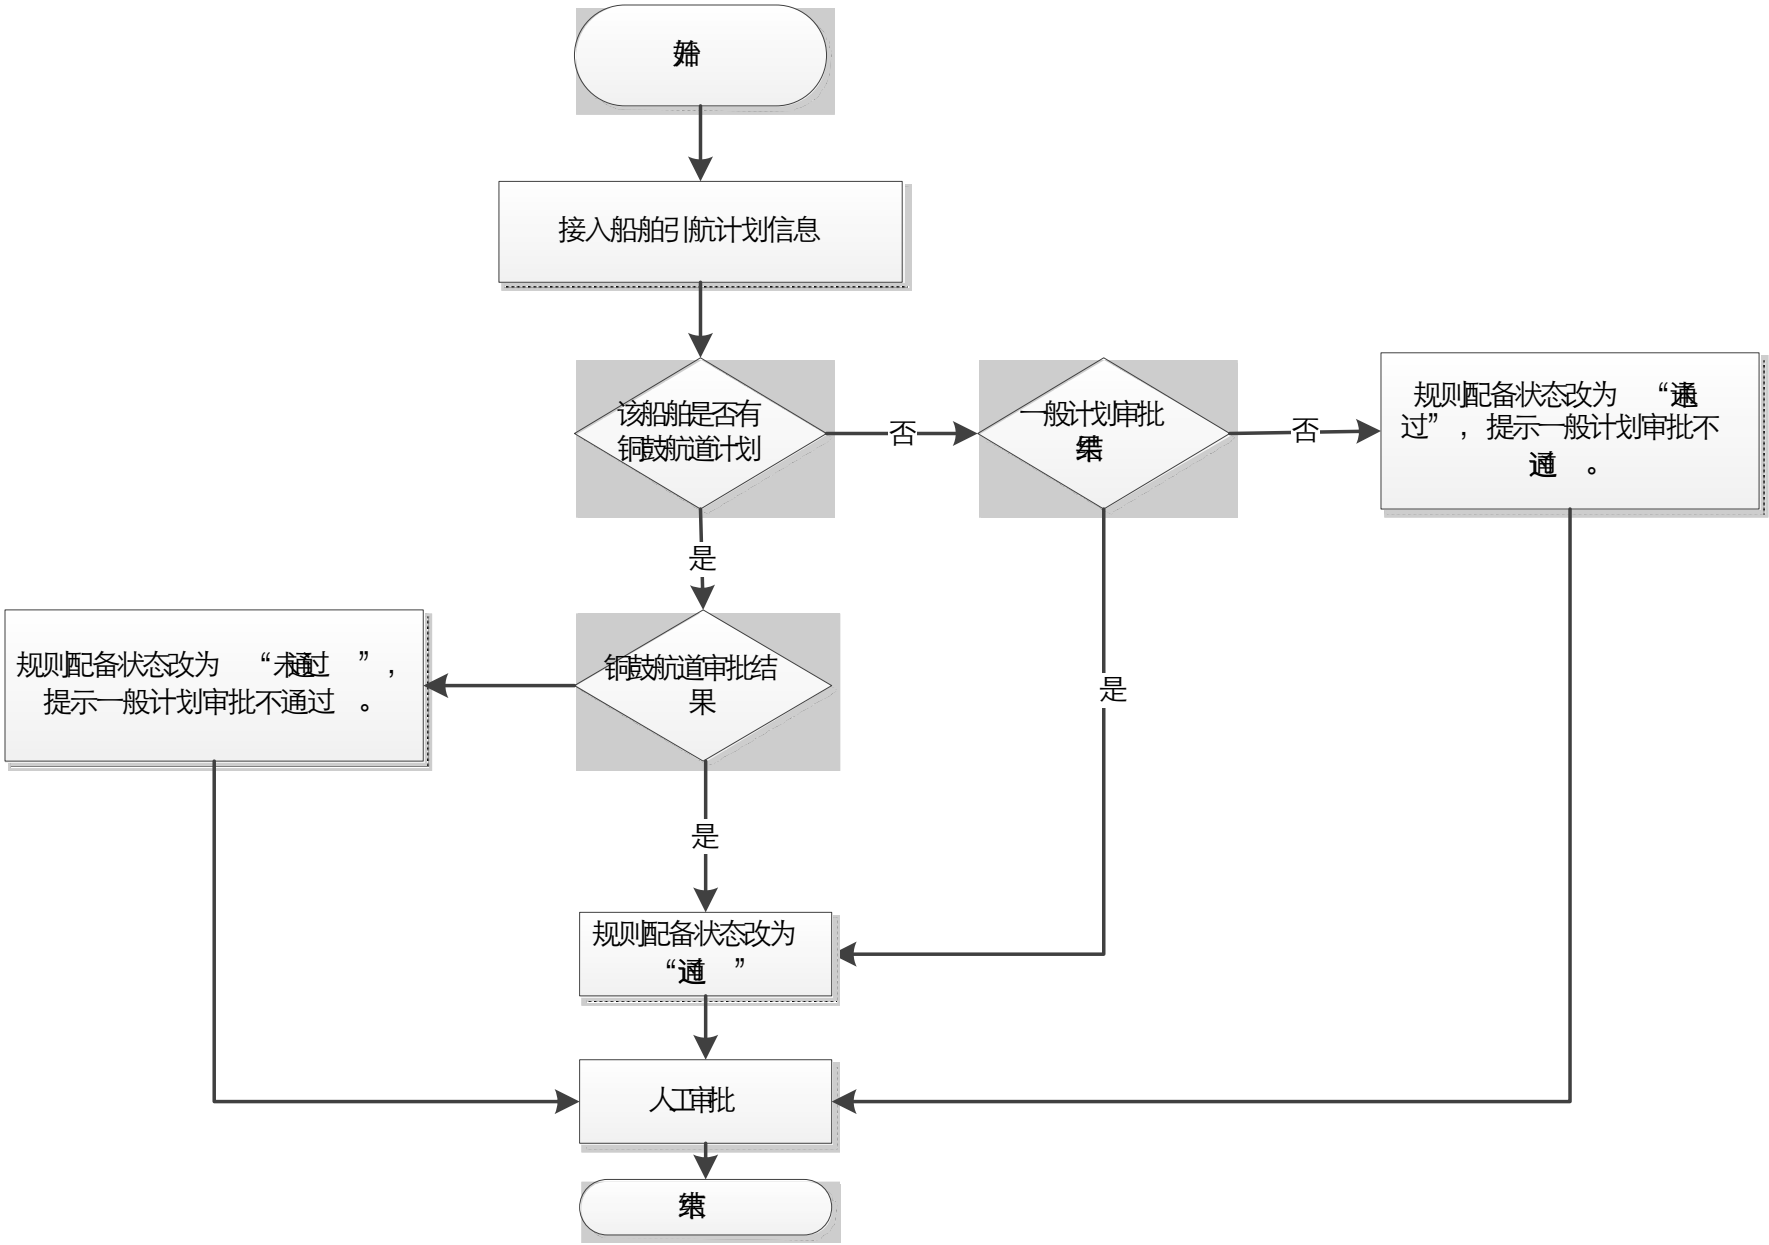 开始
接入船舶引航计划信息
该船舶是否有
铜鼓航道计划
否
一般计划审批
结果
否
规则配备状态改为 “未通
过”, 提示一般计划审批不
通过 。
是
规则配备状态改为 “未通过 ”,
提示一般计划审批不通过 。
铜鼓航道审批结
果
是
是
规则配备状态改为
“通过 ”
人工审批
结束